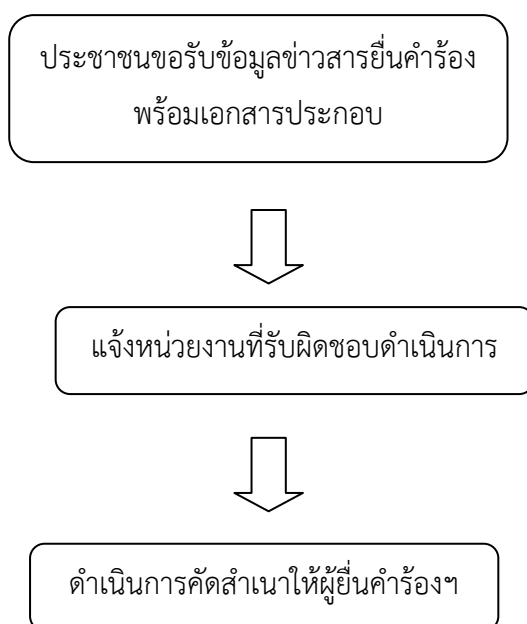 ประชาชนขอรับข้อมูลข่าวสารยื่นคำร้อง
พร้อมเอกสารประกอบ
แจ้งหน่วยงานที่รับผิดชอบดำเนินการ
ดำเนินการคัดสำเนาให้ผู้ยื่นคำร้องฯ